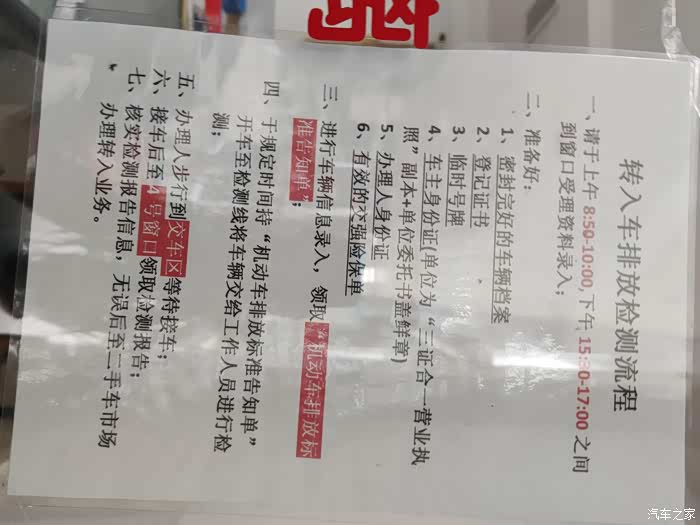 转入车排放检测流程
一、请于上午 8:50-10:00,下午 15:30-17:00 之间
到窗口受理资料录入;
二、准备好:
1、密封完好的车辆档案
2、登记证书
3、临时号牌
4、车主身份证(单位为“三证合一营业执
照”副本+单位委托书盖鲜章)
5、办理人身份证
6、有效的交强险保单
三、进行车辆信息录入，领取“机动车排放标
准告知单”;
四、于规定时间持“机动车排放标准告知单”
开车至检测线将车辆交给工作人员进行检
测;
五、办理人步行到交车区等待接车;
六、接车后至4号窗口领取检测报告;
七、核实检测报告信息，无误后至二手车市场
办理转入业务。
汽车之家